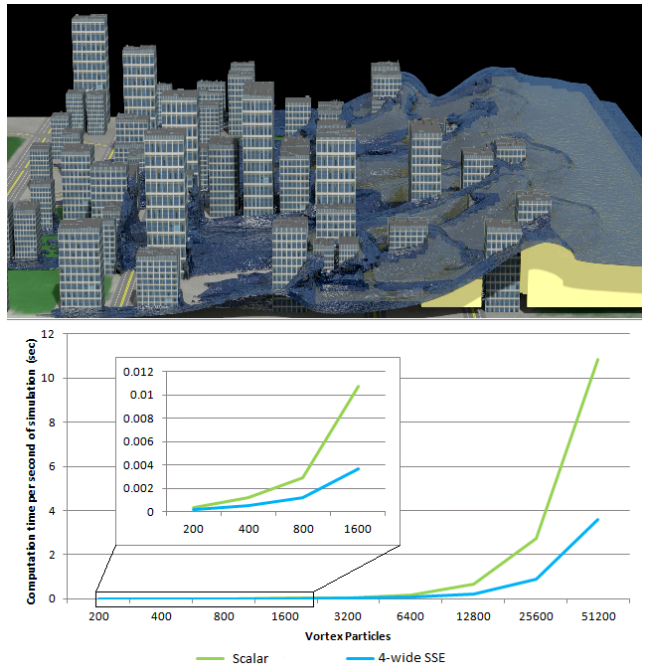 Computation time per second of simulation (sec)
12
10
8
6
4
2
0
0.012
0.01
0.008
0.006
0.004
0.002
0
200 400 800 1600
200 400 800 1600 3200 6400 12800 25600 51200
Vortex Particles
Scalar 4-wide SSE